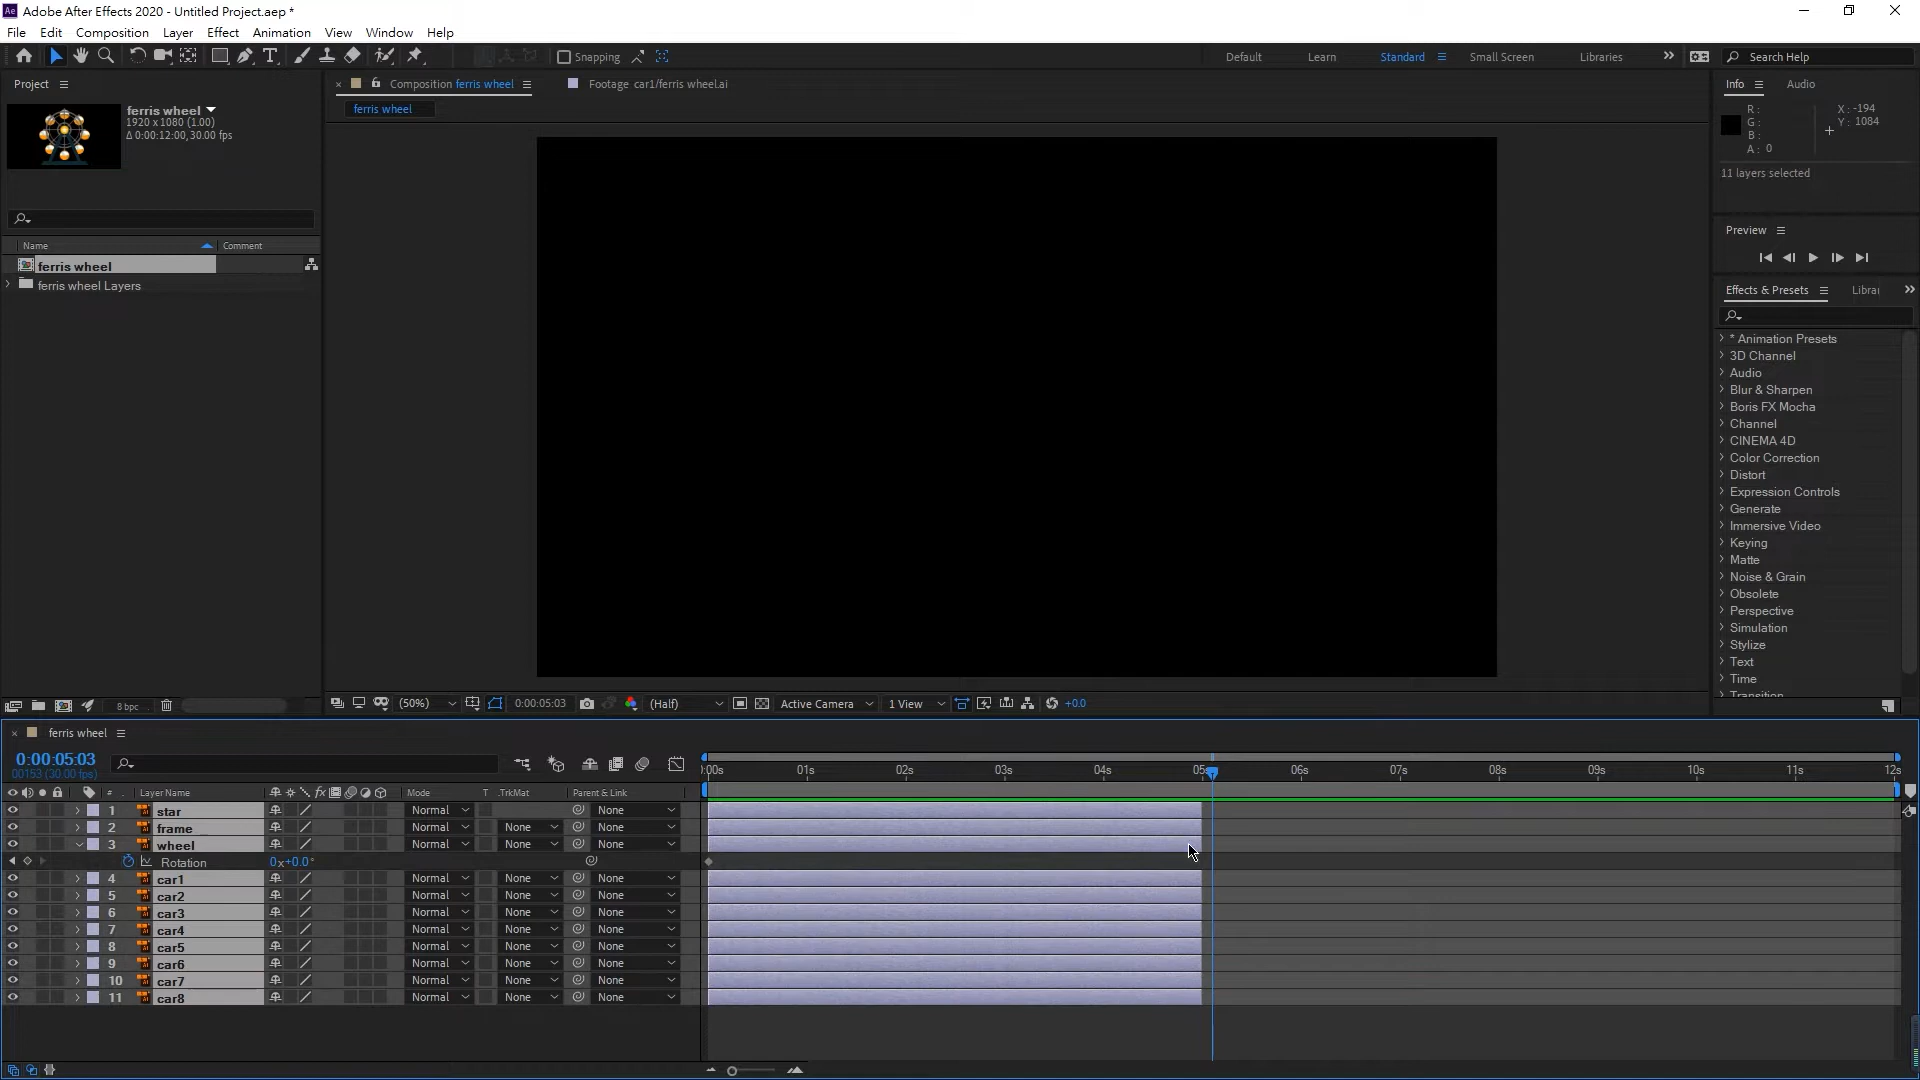 Adobe After Effects 2020 - Untitled Project.aep *
File Edit Composition Layer Effect Animation View Window Help
Snapping
Default Learn Standard Small Screen Libraries
Search Help
Project
ferris wheel
1920 x 1080 (1.00)
Δ 0:00:12:00, 30.00 fps
Name Comment
ferris wheel
ferris wheel Layers
8 bpc
Composition ferris wheel
Footage car1/ferris wheel.ai
ferris wheel
(50%) 0:00:05:03 (Half) Active Camera 1 View +0.0
Info Audio
R :
G :
B :
A : 0
X : -194
Y : 1084
11 layers selected
Preview
Effects & Presets Librar
* Animation Presets
3D Channel
Audio
Blur & Sharpen
Boris FX Mocha
Channel
CINEMA 4D
Color Correction
Distort
Expression Controls
Generate
Immersive Video
Keying
Matte
Noise & Grain
Obsolete
Perspective
Simulation
Stylize
Text
Time
Transition
ferris wheel
0:00:05:03
00153 (30.00 fps)
):00s 01s 02s 03s 04s 05s 06s 07s 08s 09s 10s 11s 12s
# Layer Name Mode T .TrkMat Parent & Link
1 star Normal None
2 frame Normal None None
3 wheel Normal None None
Rotation 0x+0.0°
4 car1 Normal None None
5 car2 Normal None None
6 car3 Normal None None
7 car4 Normal None None
8 car5 Normal None None
9 car6 Normal None None
10 car7 Normal None None
11 car8 Normal None None